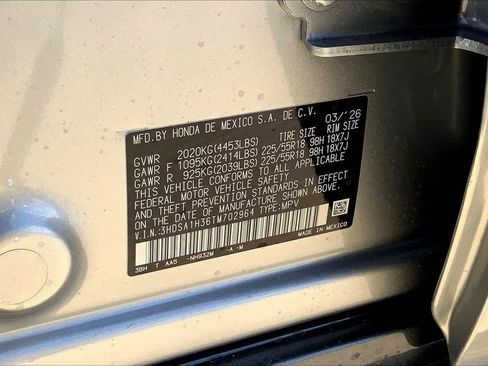 MFD.BY HONDA DE MEXICO S.A. DE C.V. 03/'26
GVWR 2020KG(4453LBS) TIRE SIZE RIM SIZE
GAWR F 1095KG(2414LBS) 225/55R18 98H 18X7J
GAWR R 925KG(2039LBS) 225/55R18 98H 18X7J
THIS VEHICLE CONFORMS TO ALL APPLICABLE
FEDERAL MOTOR VEHICLE SAFETY
AND THEFT PREVENTION STANDARDS IN EFFECT
ON THE DATE OF MANUFACTURE SHOWN ABOVE.
V.I.N.:3HDSA1H36TM702964 TYPE:MPV
3BH T AA5 -NH932M -A -M MADE IN MEXICO